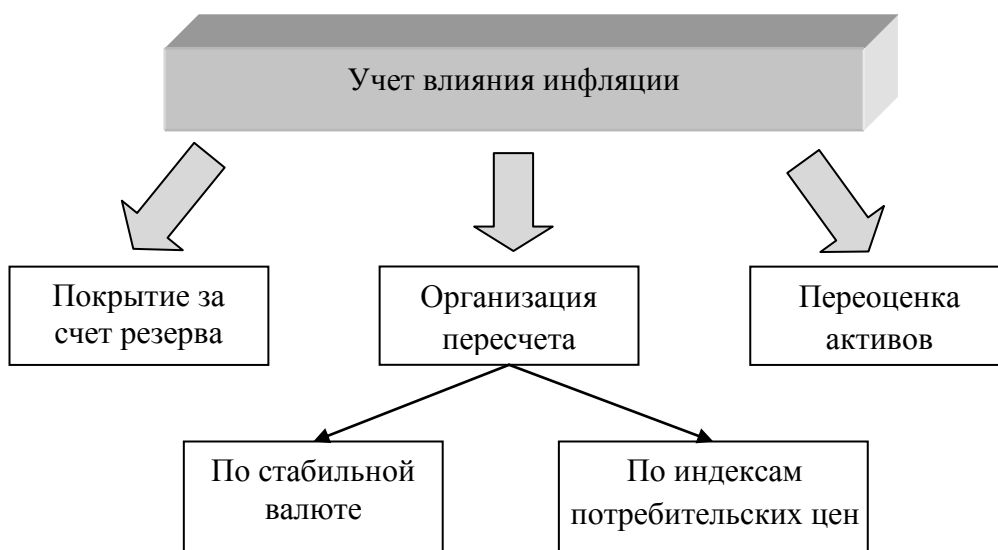 Учет влияния инфляции
Покрытие за
счет резерва
Организация
пересчета
Переоценка
активов
По стабильной
валюте
По индексам
потребительских цен